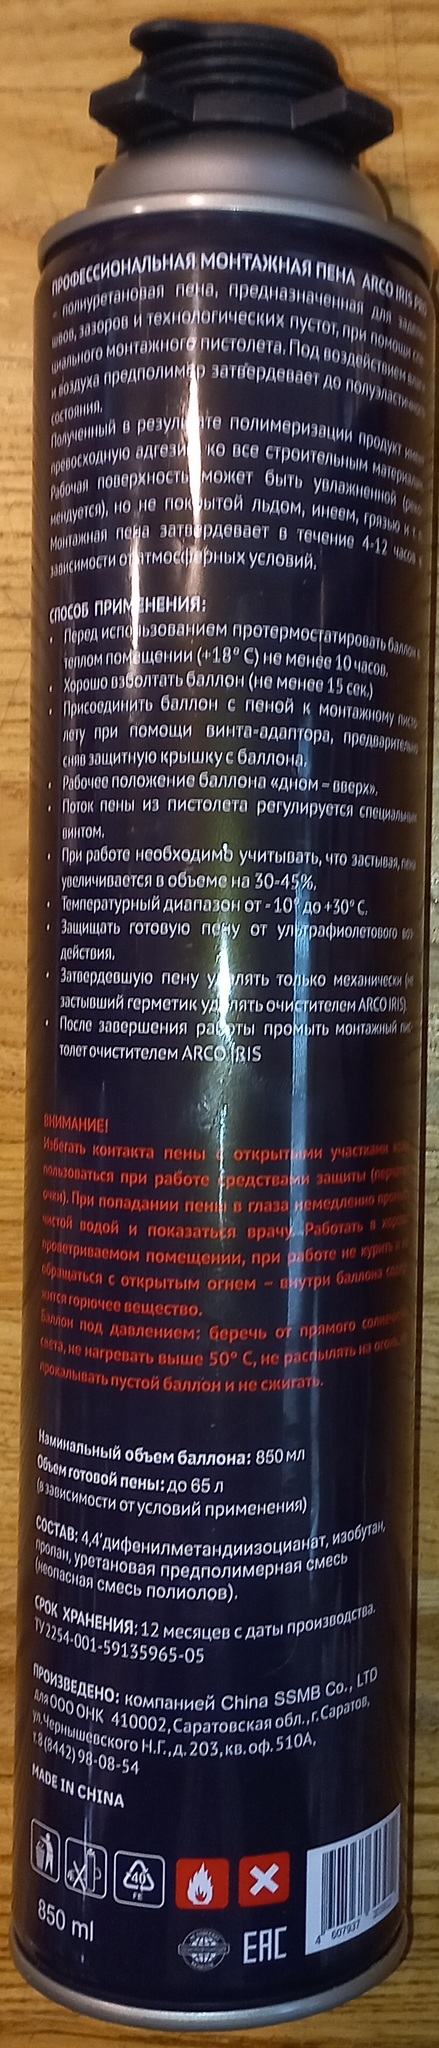 ПРОФЕССИОНАЛЬНАЯ МОНТАЖНАЯ ПЕНА ARCO IRIS PRO
– полиуретановая пена, предназначенная для
швов, зазоров и технологических пустот, при помощи
монтажного пистолета. Под воздействием
и воздуха предполимер затвердевает до полуэластичного
состояния.
Полученный в результате полимеризации продукт
превосходную адгезию ко все строительным
Рабочая поверхность может быть увлажненной
мендуется), но не покрытой льдом, инеем, грязью и т.
Монтажная пена затвердевает в течение 4-12 часов
зависимости от атмосферных условий.
СПОСОБ ПРИМЕНЕНИЯ:
• Перед использованием протермостатировать баллон
теплом помещении (+18° С) не менее 10 часов.
• Хорошо взболтать баллон (не менее 15 сек.)
• Присоединить баллон с пеной к монтажному писто-
лету при помощи винта-адаптора, предварительно
сняв защитную крышку с баллона.
• Рабочее положение баллона «дном – вверх».
• Поток пены из пистолета регулируется специальным
винтом.
• При работе необходимо учитывать, что застывая, пена
увеличивается в объеме на 30-45%.
• Температурный диапазон от - 10° до +30° С.
• Защищать готовую пену от ультрафиолетового воз-
действия.
• Затвердевшую пену удалять только механически (не
застывший герметик удалять очистителем ARCO IRIS).
• После завершения работы промыть монтажный пис-
толет очистителем ARCO IRIS
ВНИМАНИЕ!
Избегать контакта пены с открытыми участками
пользоваться при работе средствами защиты
очки). При попадании пены в глаза немедленно
чистой водой и показаться врачу. Работать в
проветриваемом помещении, при работе не курить и
обращаться с открытым огнем – внутри баллона
жится горючее вещество.
Баллон под давлением: беречь от прямого
света, не нагревать выше 50° С, не распылять на
прокалывать пустой баллон и не сжигать.
Наминальный объем баллона: 850 мл
Объем готовой пены: до 65 л
(в зависимости от условий применения)
СОСТАВ: 4,4'дифенилметандиизоцианат, изобутан,
пропан, уретановая предполимерная смесь
(неопасная смесь полиолов).
СРОК ХРАНЕНИЯ: 12 месяцев с даты производства.
ТУ 2254-001-59135965-05
ПРОИЗВЕДЕНО: компанией China SSMB Co., LTD
для ООО ОНК 410002, Саратовская обл., г. Саратов,
ул. Чернышевского Н.Г., д. 203, кв. оф. 510А,
т. 8 (8442) 98-08-54
MADE IN CHINA
40
FE
850 ml
EAC
4 607937